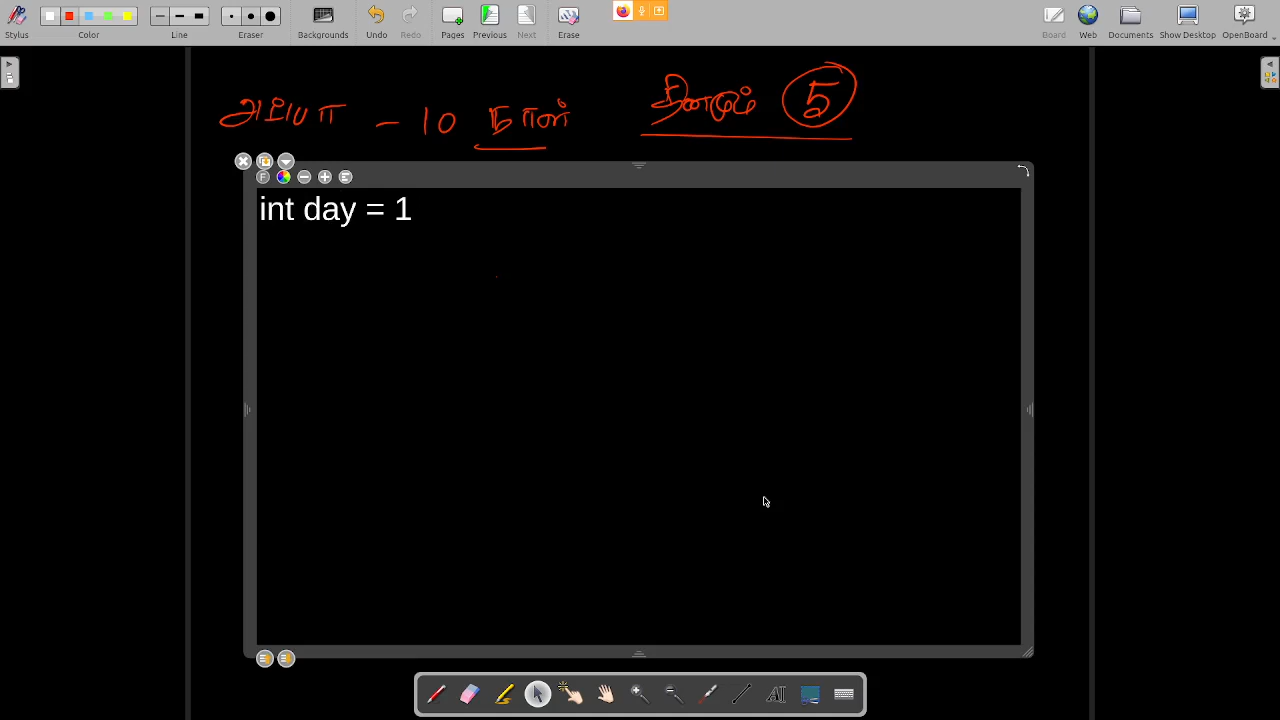 Stylus
Color
Line
Eraser
Backgrounds
Undo
Redo
Pages
Previous
Next
Erase
Board
Web
Documents
Show Desktop
OpenBoard
- 10 நாள் தினமும் 5
int day = 1